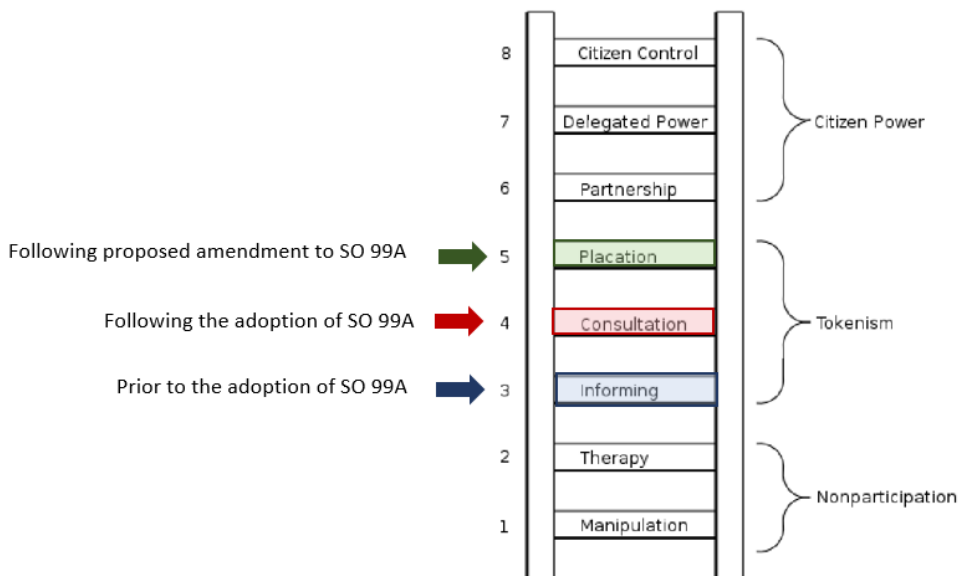 8 Citizen Control
7 Delegated Power
Citizen Power
6 Partnership
Following proposed amendment to SO 99A
5 Placation
Following the adoption of SO 99A
4 Consultation
Tokenism
Prior to the adoption of SO 99A
3 Informing
2 Therapy
Nonparticipation
1 Manipulation